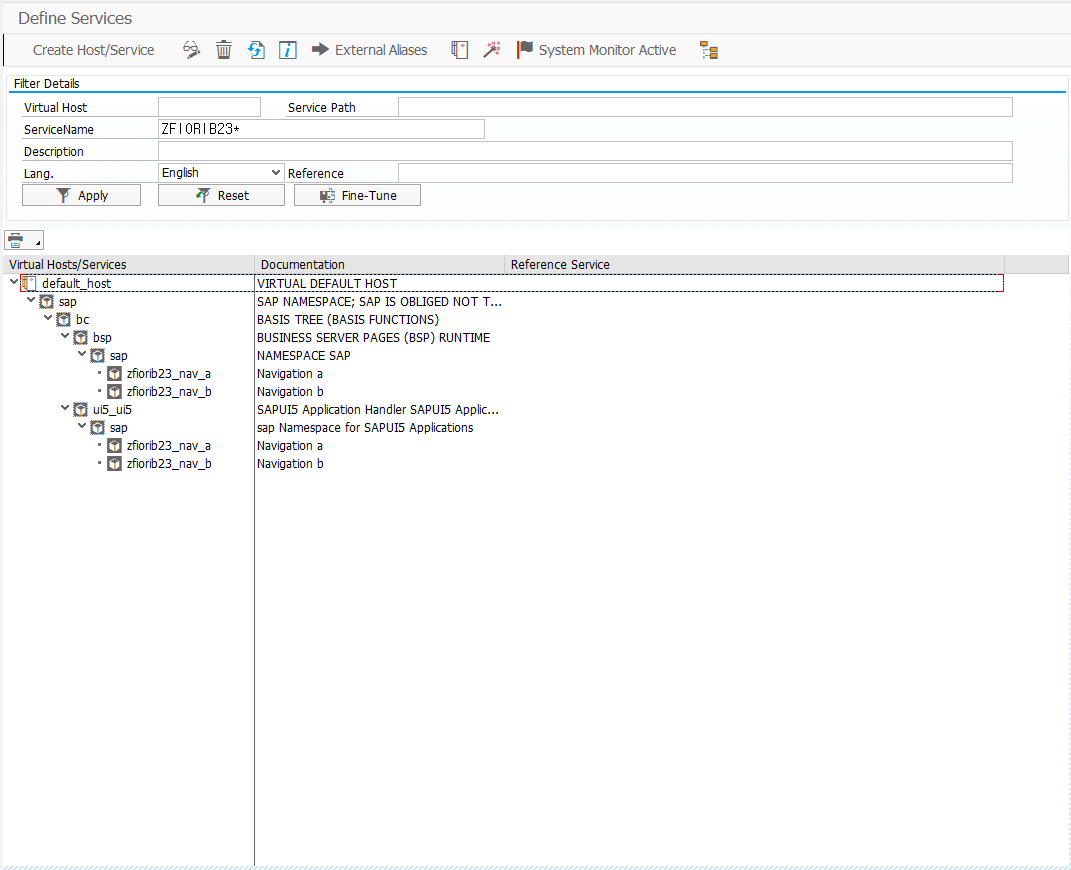 Define Services
Create Host/Service External Aliases System Monitor Active
Filter Details
Virtual Host Service Path
ServiceName ZFIORIB23*
Description
Lang. English Reference
Apply Reset Fine-Tune
Virtual Hosts/Services Documentation Reference Service
default_host VIRTUAL DEFAULT HOST
sap SAP NAMESPACE; SAP IS OBLIGED NOT T...
bc BASIS TREE (BASIS FUNCTIONS)
bsp BUSINESS SERVER PAGES (BSP) RUNTIME
sap NAMESPACE SAP
zfiorib23_nav_a Navigation a
zfiorib23_nav_b Navigation b
ui5_ui5 SAPUI5 Application Handler SAPUI5 Applic...
sap sap Namespace for SAPUI5 Applications
zfiorib23_nav_a Navigation a
zfiorib23_nav_b Navigation b